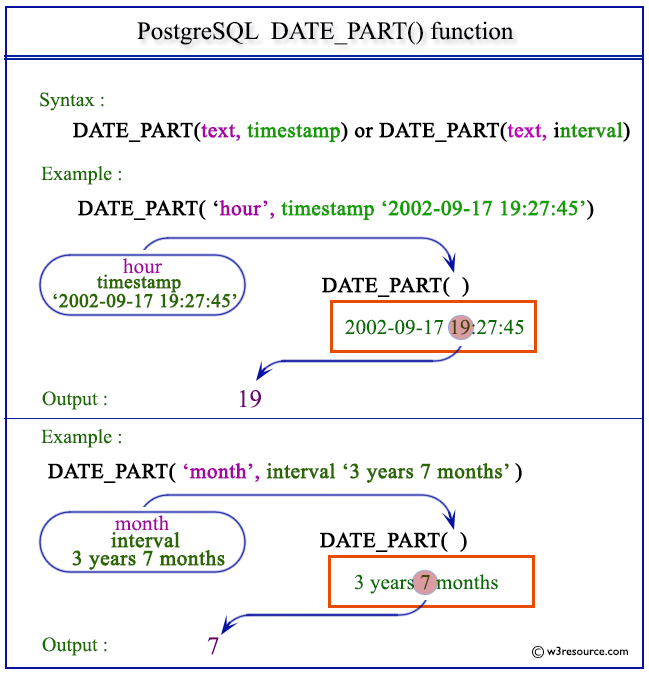 PostgreSQL DATE_PART() function
Syntax :
DATE_PART(text, timestamp) or DATE_PART(text, interval)
Example :
DATE_PART( ‘hour’, timestamp ‘2002-09-17 19:27:45’)
hour
timestamp
‘2002-09-17 19:27:45’
DATE_PART( )
2002-09-17 19:27:45
Output :
19
Example :
DATE_PART( ‘month’, interval ‘3 years 7 months’ )
month
interval
3 years 7 months
DATE_PART( )
3 years 7 months
Output :
7
© w3resource.com